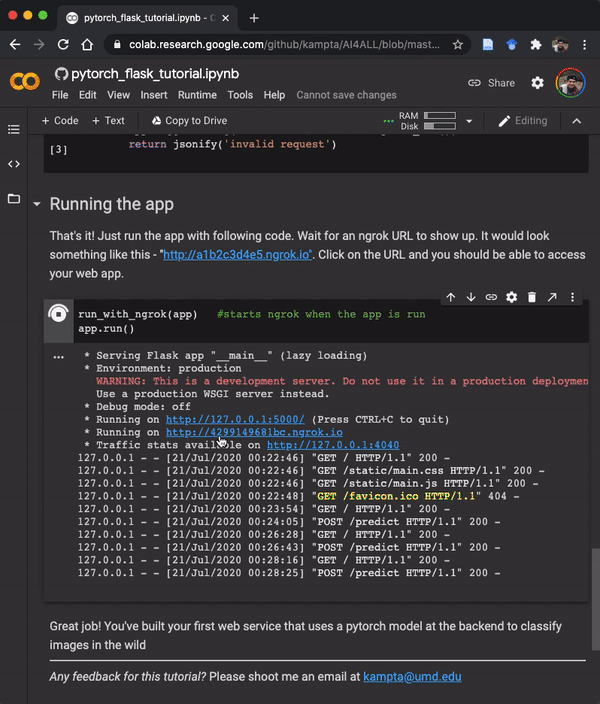 pytorch_flask_tutorial.ipynb -
colab.research.google.com/github/kampta/AI4ALL/blob/mast...
pytorch_flask_tutorial.ipynb
Share
File Edit View Insert Runtime Tools Help Cannot save changes
+ Code + Text Copy to Drive RAM Disk Editing
[3] return jsonify('invalid request')
Running the app
That's it! Just run the app with following code. Wait for an ngrok URL to show up. It would look
something like this - "http://a1b2c3d4e5.ngrok.io". Click on the URL and you should be able to access
your web app.
run_with_ngrok(app) #starts ngrok when the app is run
app.run()
* Serving Flask app "__main__" (lazy loading)
* Environment: production
WARNING: This is a development server. Do not use it in a production deploymen
Use a production WSGI server instead.
* Debug mode: off
* Running on http://127.0.0.1:5000/ (Press CTRL+C to quit)
* Running on http://4299149681bc.ngrok.io
* Traffic stats available on http://127.0.0.1:4040
127.0.0.1 - - [21/Jul/2020 00:22:46] "GET / HTTP/1.1" 200 -
127.0.0.1 - - [21/Jul/2020 00:22:46] "GET /static/main.css HTTP/1.1" 200 -
127.0.0.1 - - [21/Jul/2020 00:22:46] "GET /static/main.js HTTP/1.1" 200 -
127.0.0.1 - - [21/Jul/2020 00:22:48] "GET /favicon.ico HTTP/1.1" 404 -
127.0.0.1 - - [21/Jul/2020 00:23:54] "GET / HTTP/1.1" 200 -
127.0.0.1 - - [21/Jul/2020 00:24:05] "POST /predict HTTP/1.1" 200 -
127.0.0.1 - - [21/Jul/2020 00:26:28] "GET / HTTP/1.1" 200 -
127.0.0.1 - - [21/Jul/2020 00:26:43] "POST /predict HTTP/1.1" 200 -
127.0.0.1 - - [21/Jul/2020 00:28:16] "GET / HTTP/1.1" 200 -
127.0.0.1 - - [21/Jul/2020 00:28:25] "POST /predict HTTP/1.1" 200 -
Great job! You've built your first web service that uses a pytorch model at the backend to classify
images in the wild
Any feedback for this tutorial? Please shoot me an email at kampta@umd.edu